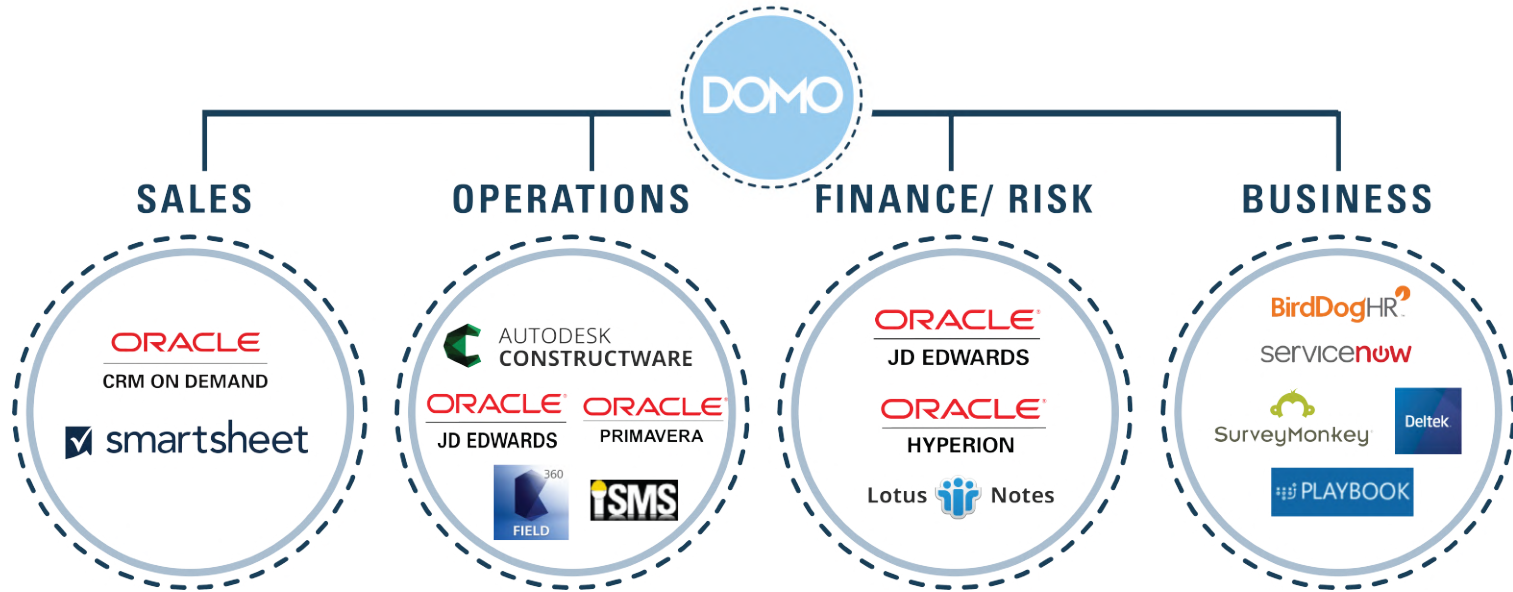 DOMO
SALES
OPERATIONS
FINANCE/ RISK
BUSINESS
ORACLE
CRM ON DEMAND
smartsheet
AUTODESK
CONSTRUCTWARE
ORACLE®
JD EDWARDS
ORACLE®
PRIMAVERA
360
FIELD
iSMS
ORACLE®
JD EDWARDS
ORACLE®
HYPERION
Lotus Notes
BirdDogHR™
servicenow
SurveyMonkey
Deltek
PLAYBOOK